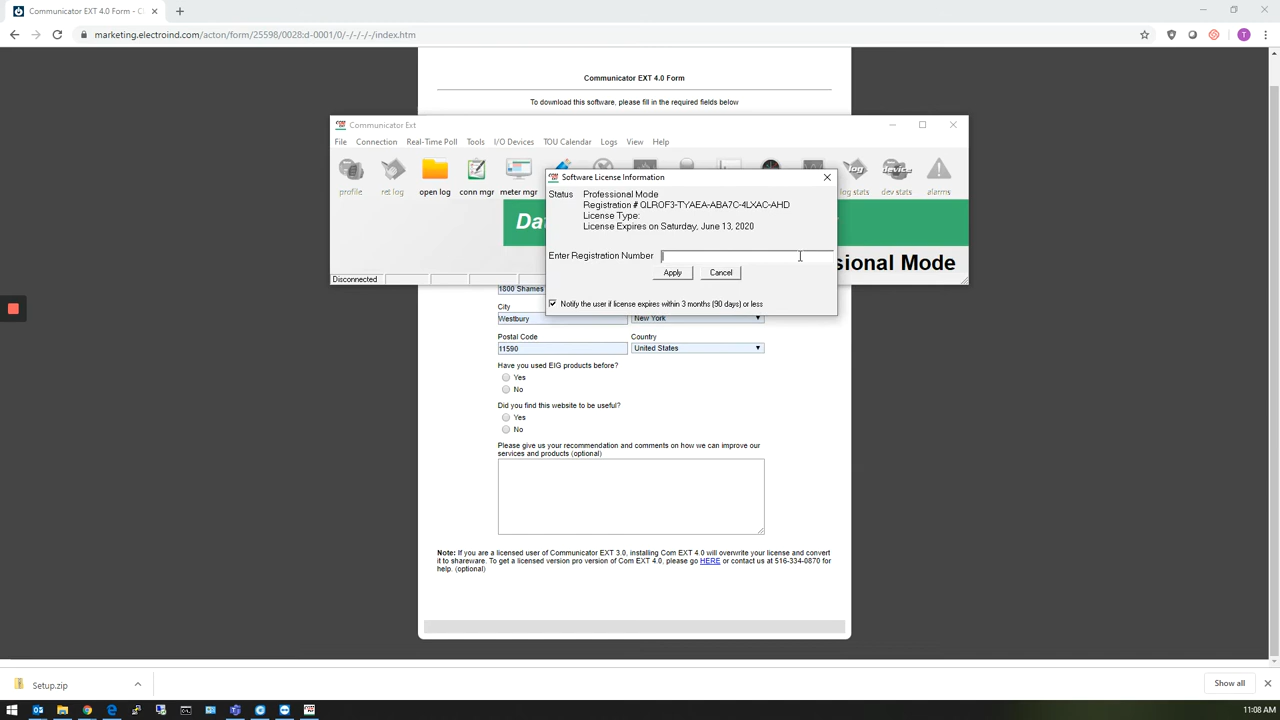 Communicator EXT 4.0 Form - C
marketing.electroind.com/acton/form/25598/0028:d-0001/0/-/-/-/-/index.htm
T
Communicator EXT 4.0 Form
To download this software, please fill in the required fields below
Communicator Ext
File Connection Real-Time Poll Tools I/O Devices TOU Calendar Logs View Help
profile ret log open log conn mgr meter mgr log stats dev stats alarms
Software License Information
Status Professional Mode
Registration # QLROF3-TYAEA-ABA7C-4LXAC-AHD
License Type:
License Expires on Saturday, June 13, 2020
Enter Registration Number
Apply Cancel
Notify the user if license expires within 3 months (90 days) or less
Dat
sional Mode
Disconnected
1800 Shames
City
Westbury New York
Postal Code Country
11590 United States
Have you used EIG products before?
Yes
No
Did you find this website to be useful?
Yes
No
Please give us your recommendation and comments on how we can improve our
services and products (optional)
Note: If you are a licensed user of Communicator EXT 3.0, installing Com EXT 4.0 will overwrite your license and convert
it to shareware. To get a licensed version pro version of Com EXT 4.0, please go HERE or contact us at 516-334-0870 for
help. (optional)
Setup.zip
Show all
11:08 AM